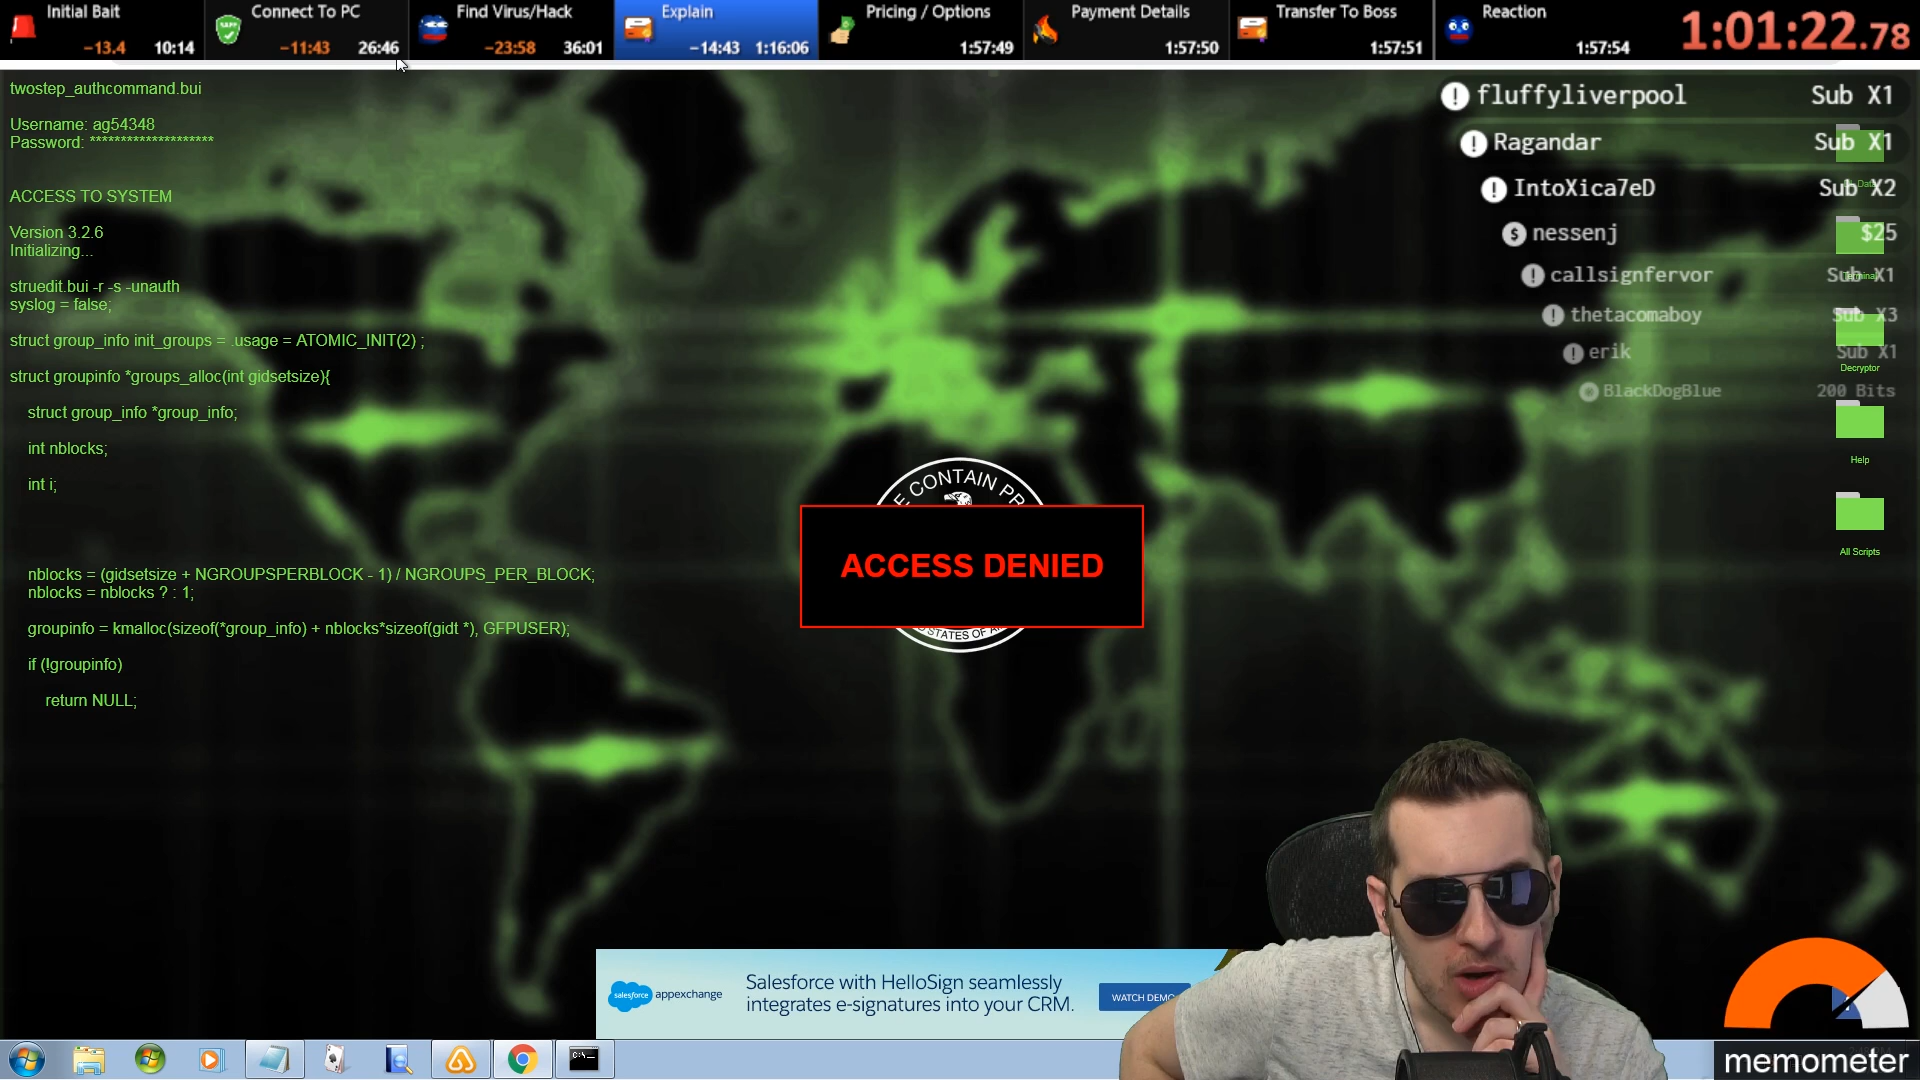 Initial Bait
−13.4 10:14
Connect To PC
−11:43 26:46
Find Virus/Hack
−23:58 36:01
Explain
−14:43 1:16:06
Pricing / Options
1:57:49
Payment Details
1:57:50
Transfer To Boss
1:57:51
Reaction
1:57:54
1:01:22.78
twostep_authcommand.bui
Username: ag54348
Password: ********************
ACCESS TO SYSTEM
Version 3.2.6
Initializing...
struedit.bui -r -s -unauth
syslog = false;
struct group_info init_groups = .usage = ATOMIC_INIT(2) ;
struct groupinfo *groups_alloc(int gidsetsize){
struct group_info *group_info;
int nblocks;
int i;
nblocks = (gidsetsize + NGROUPSPERBLOCK - 1) / NGROUPS_PER_BLOCK;
nblocks = nblocks ? : 1;
groupinfo = kmalloc(sizeof(*group_info) + nblocks*sizeof(gidt *), GFPUSER);
if (!groupinfo)
return NULL;
fluffyliverpool Sub X1
Ragandar Sub X1
IntoXica7eD Sub X2
nessenj $25
callsignfervor Sub X1
thetacomaboy Sub X3
erik Sub X1
BlackDogBlue 200 Bits
Terminal
Decryptor
Help
All Scripts
E CONTAIN PR
ACCESS DENIED
STATES OF A
salesforce appexchange
Salesforce with HelloSign seamlessly
integrates e-signatures into your CRM.
WATCH DEMO
memometer